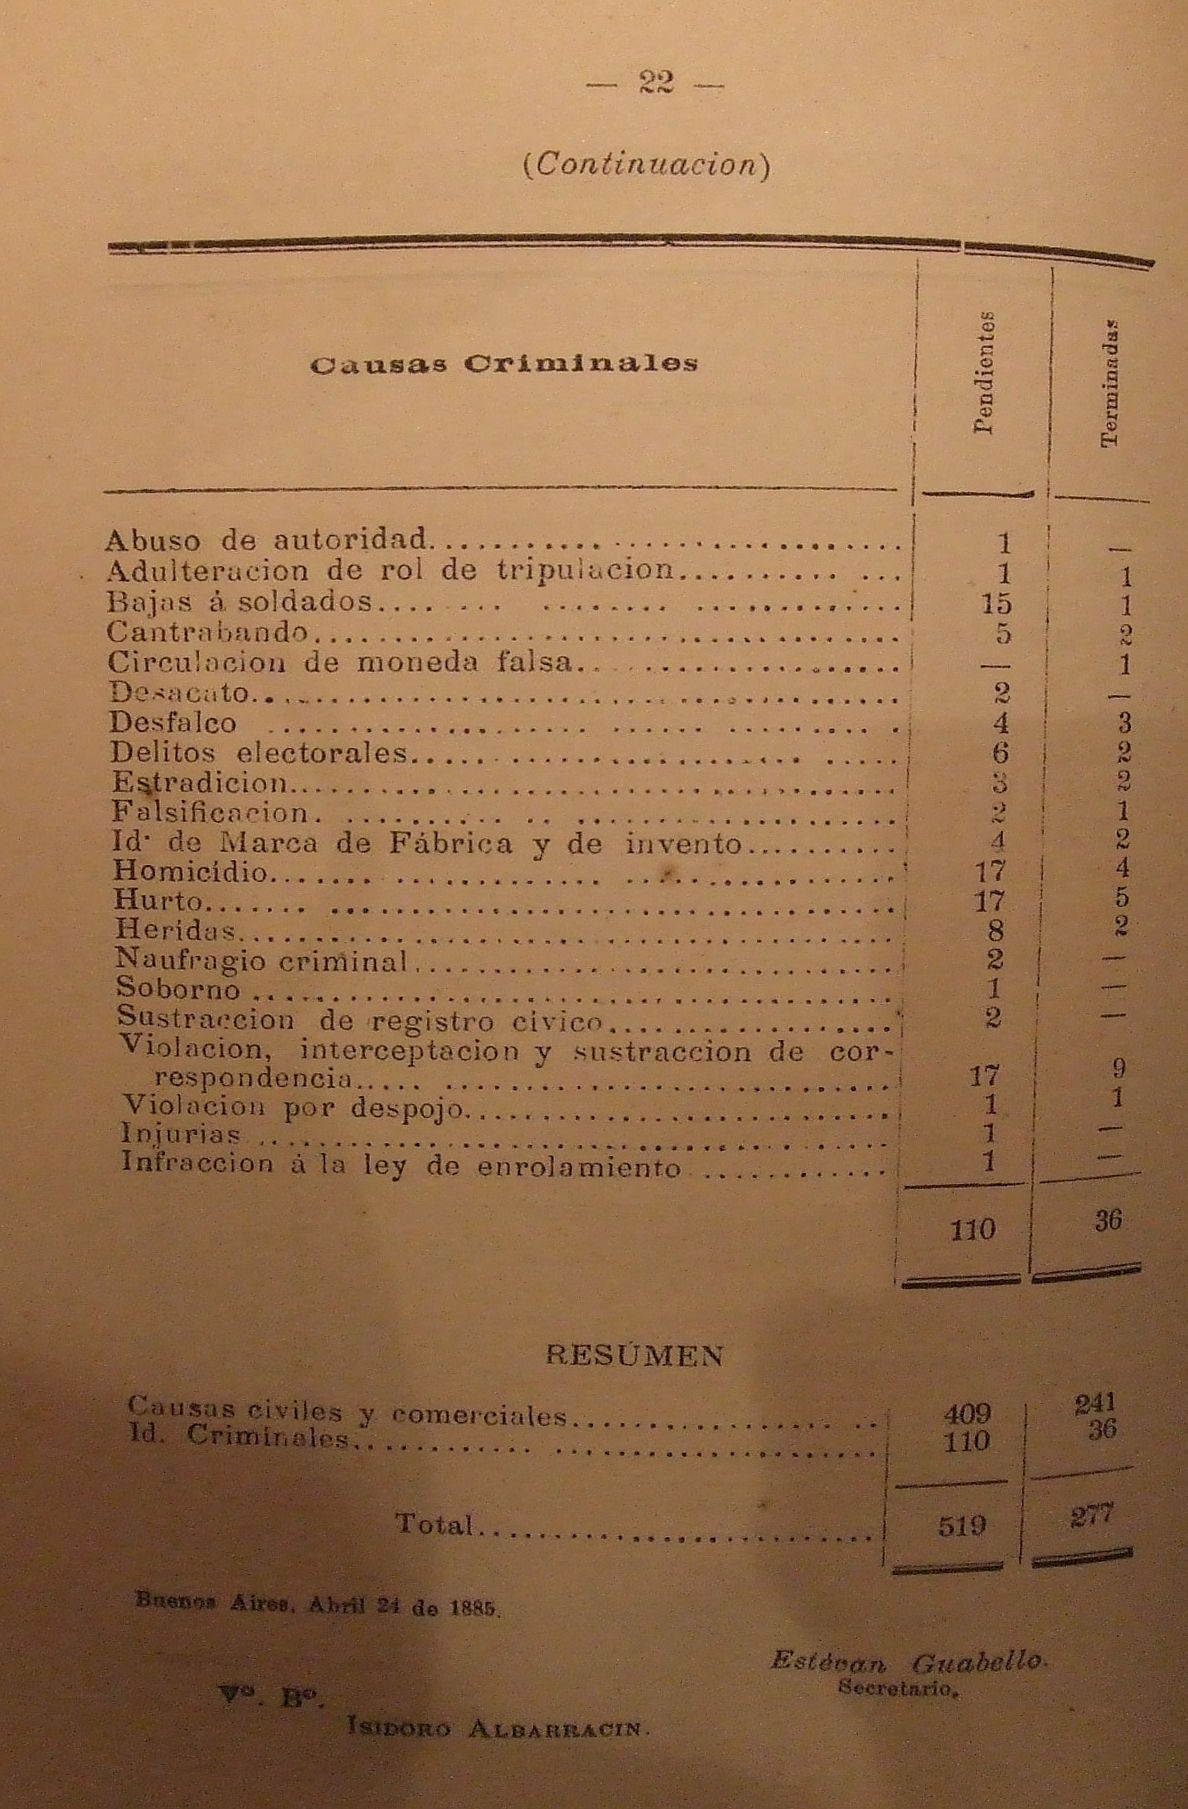 — 22 —
(Continuacion)
Causas Criminales Pendientes Terminadas
Abuso de autoridad........ 1 —
Adulteracion de rol de tripulacion........ 1 1
Bajas á soldados........ 15 1
Cantrabando........ 5 2
Circulacion de moneda falsa........ — 1
Desacato........ 2 —
Desfalco ........ 4 3
Delitos electorales........ 6 2
Estradicion........ 3 2
Falsificacion........ 2 1
Id· de Marca de Fábrica y de invento........ 4 2
Homicidio........ 17 4
Hurto........ 17 5
Heridas........ 8 2
Naufragio criminal........ 2 —
Soborno ........ 1 —
Sustraccion de registro cívico........ 2 —
Violacion, interceptacion y sustraccion de cor-
respondencia........ 17 9
Violacion por despojo........ 1 1
Injurias ........ 1 —
Infraccion á la ley de enrolamiento ........ 1 —
110 36
RESÚMEN
Causas civiles y comerciales........ 409 241
Id. Criminales........ 110 36
Total........ 519 277
Buenos Aires, Abril 24 de 1885.
Estévan Guabello.
Secretario.
Vº. Bº.
ISIDORO ALBARRACIN.